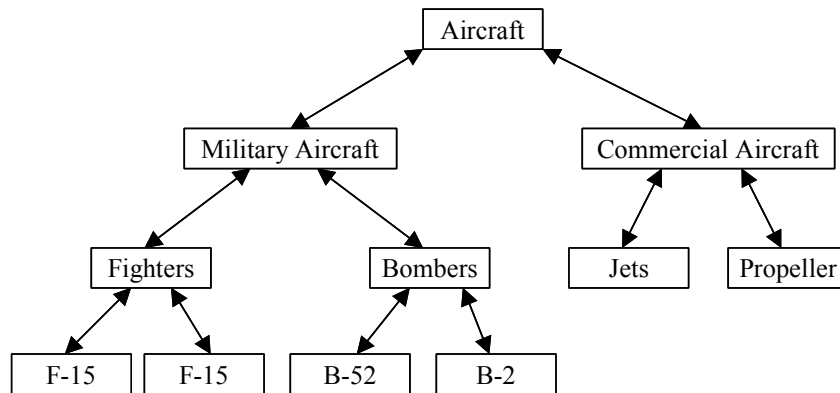 Aircraft
Military Aircraft
Commercial Aircraft
Fighters
Bombers
Jets
Propeller
F-15
F-15
B-52
B-2